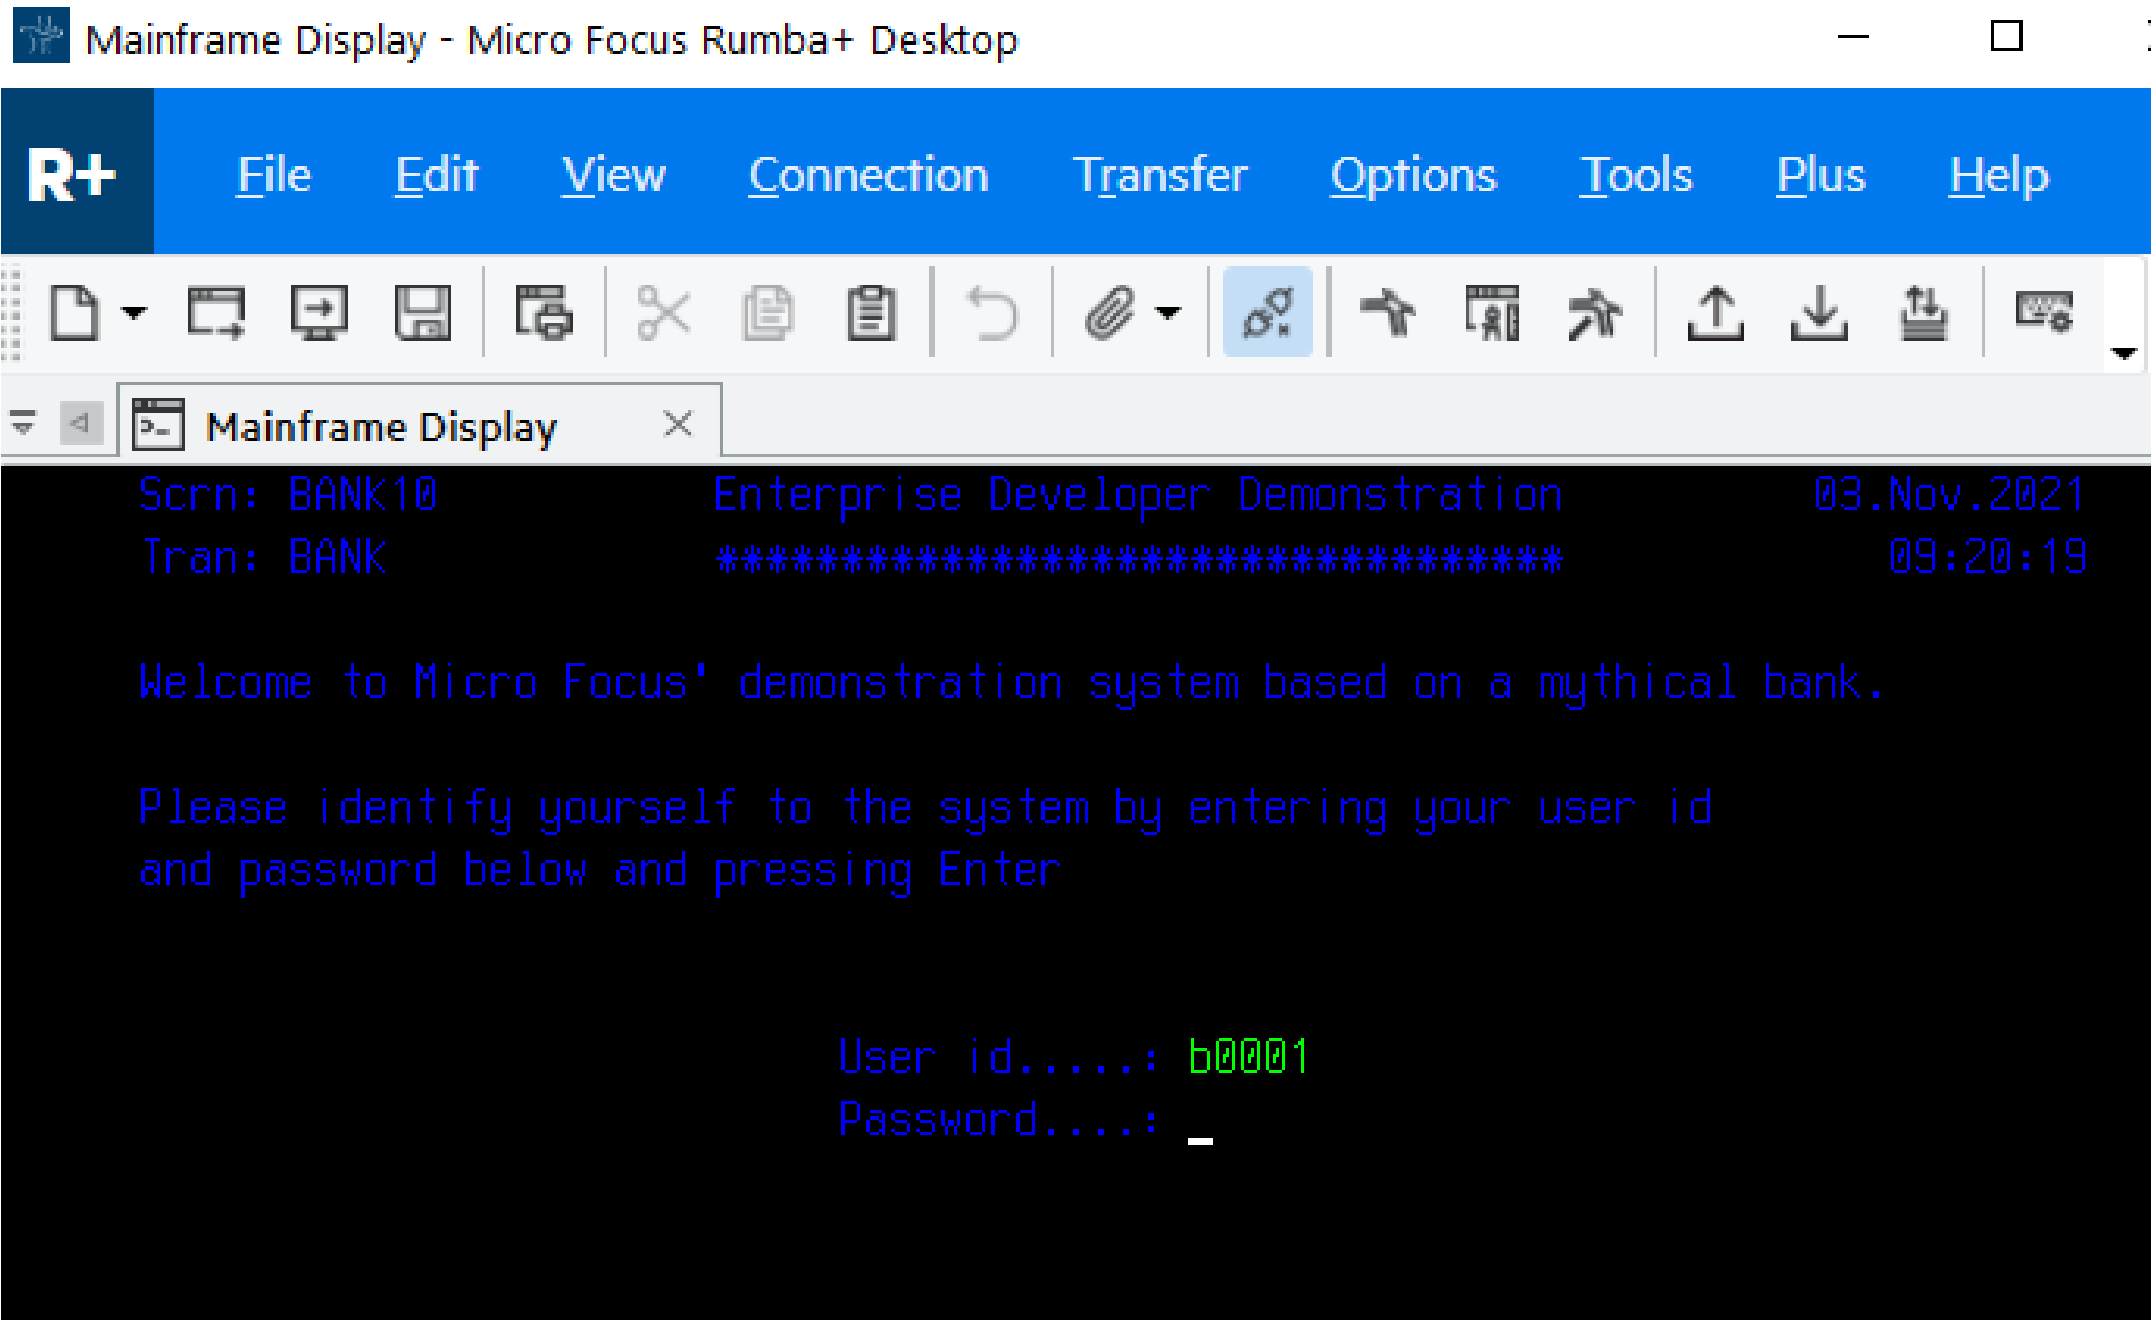 Mainframe Display - Micro Focus Rumba+ Desktop
R+ File Edit View Connection Transfer Options Tools Plus Help
Mainframe Display
Scrn: BANK10 Enterprise Developer Demonstration 03.Nov.2021
Tran: BANK ********************************** 09:20:19
Welcome to Micro Focus' demonstration system based on a mythical bank.
Please identify yourself to the system by entering your user id
and password below and pressing Enter
User id.....: b0001
Password....: _